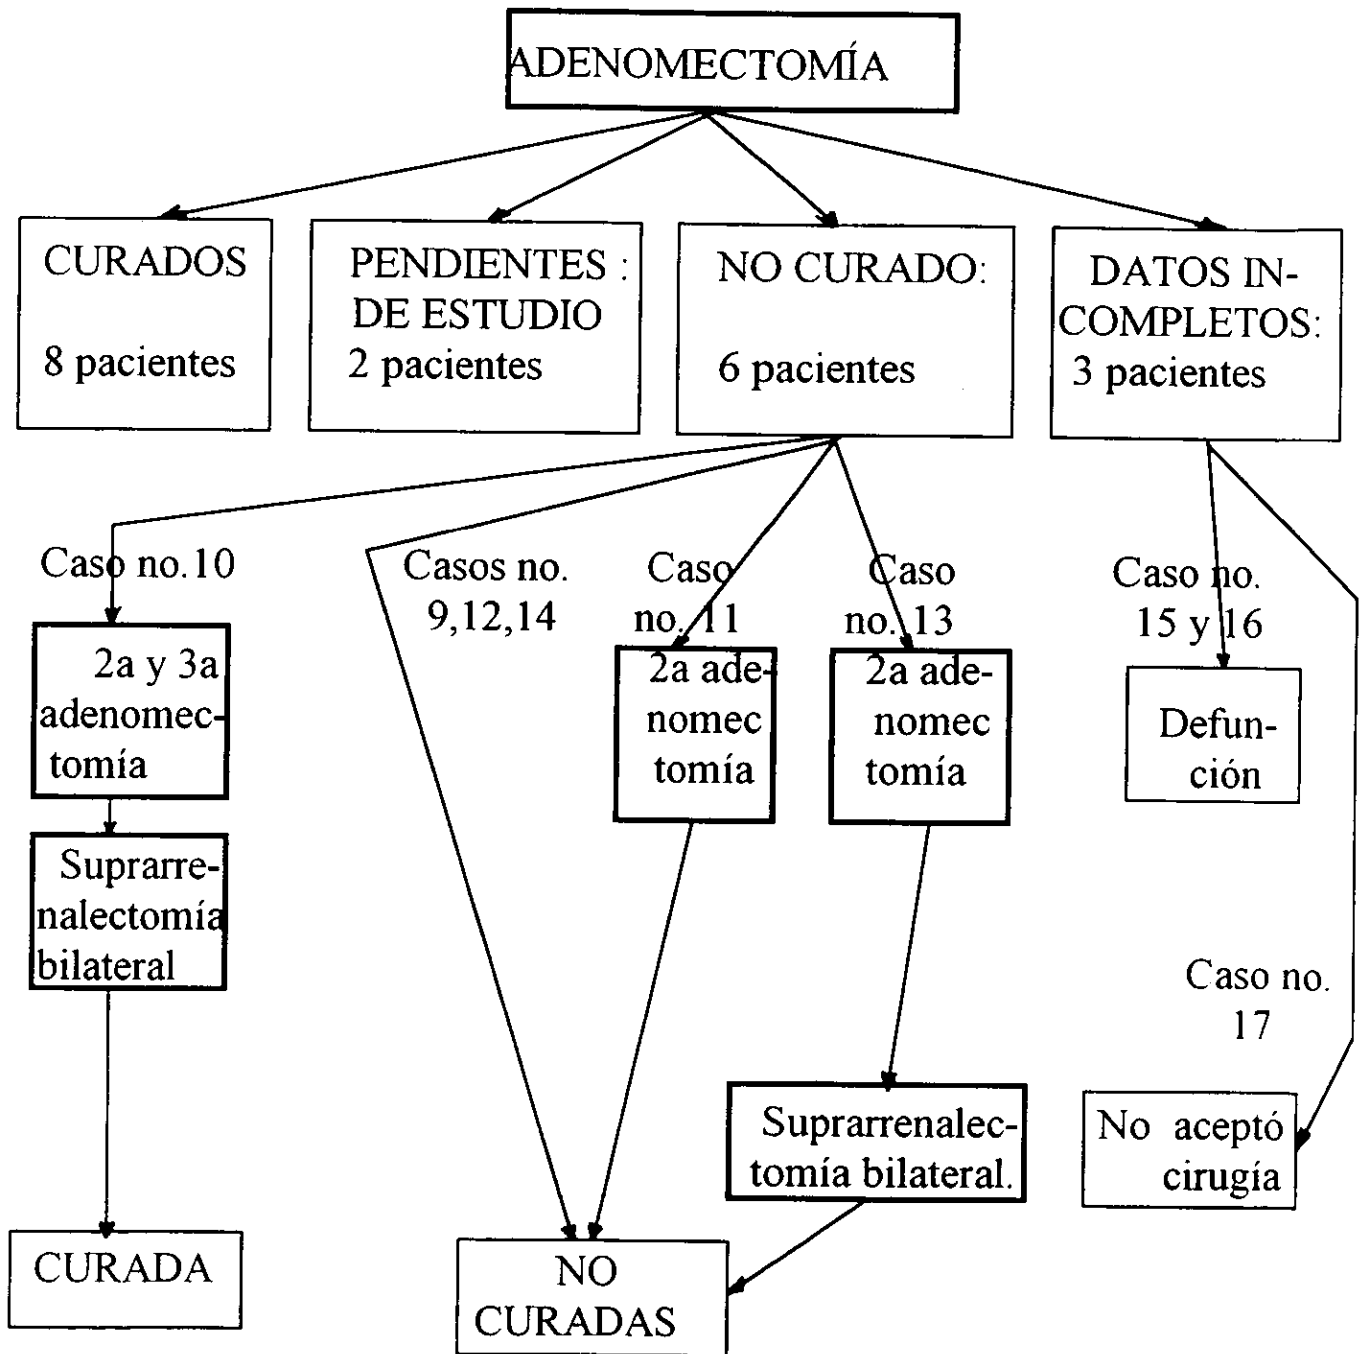 ADENOMECTOMÍA
CURADOS
8 pacientes
PENDIENTES :
DE ESTUDIO
2 pacientes
NO CURADO:
6 pacientes
DATOS IN-
COMPLETOS:
3 pacientes
Caso no.10
2a y 3a
adenomec-
tomía
Suprarre-
nalectomía
bilateral
CURADA
Casos no.
9,12,14
Caso
no. 11
2a ade-
nomec
tomía
Caso
no. 13
2a ade-
nomec
tomía
Suprarrenalec-
tomía bilateral.
NO
CURADAS
Caso no.
15 y 16
Defun-
ción
Caso no.
17
No aceptó
cirugía